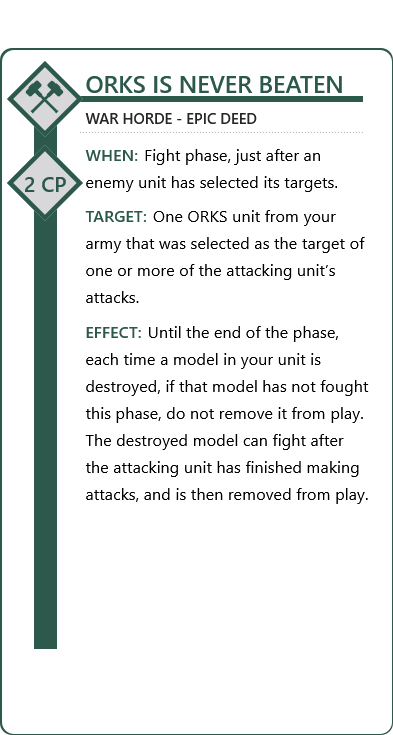 ORKS IS NEVER BEATEN
WAR HORDE - EPIC DEED
2 CP
WHEN: Fight phase, just after an
enemy unit has selected its targets.
TARGET: One ORKS unit from your
army that was selected as the target of
one or more of the attacking unit’s
attacks.
EFFECT: Until the end of the phase,
each time a model in your unit is
destroyed, if that model has not fought
this phase, do not remove it from play.
The destroyed model can fight after
the attacking unit has finished making
attacks, and is then removed from play.